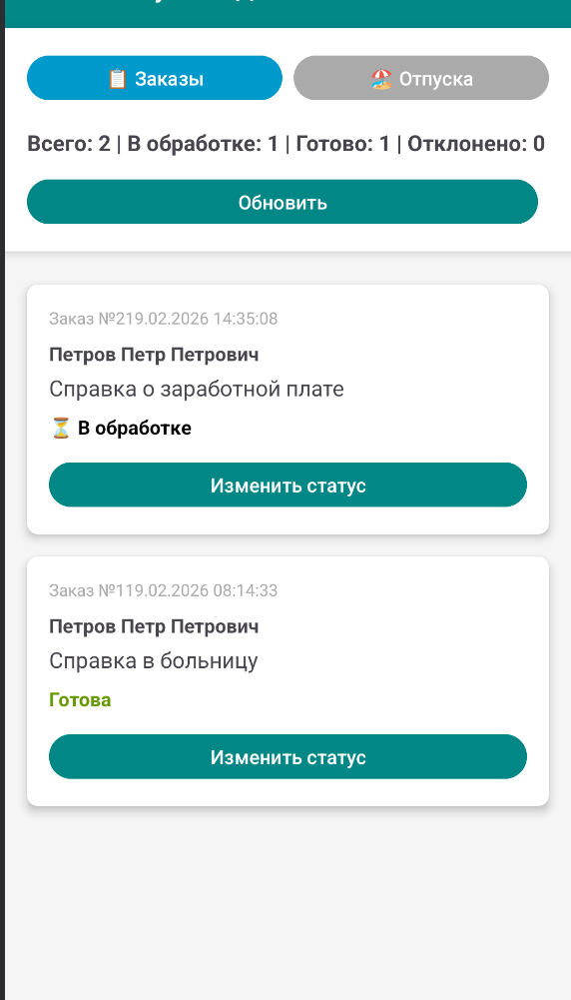 📋 Заказы
🏖️ Отпуска
Всего: 2 | В обработке: 1 | Готово: 1 | Отклонено: 0
Обновить
Заказ №219.02.2026 14:35:08
Петров Петр Петрович
Справка о заработной плате
⏳ В обработке
Изменить статус
Заказ №119.02.2026 08:14:33
Петров Петр Петрович
Справка в больницу
Готова
Изменить статус